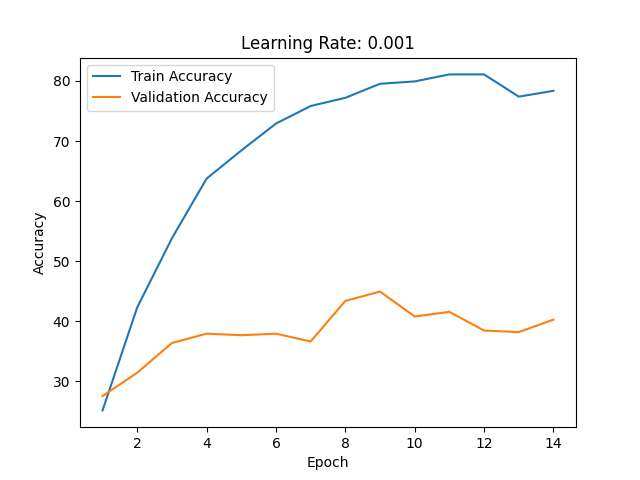 Learning Rate: 0.001
Train Accuracy
Validation Accuracy
Accuracy
80
70
60
50
40
30
2 4 6 8 10 12 14
Epoch